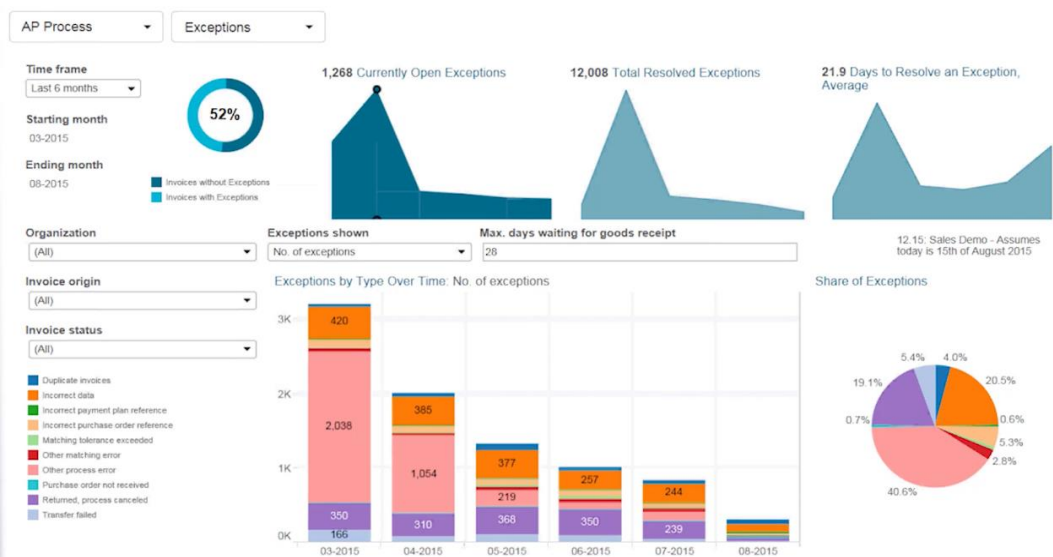 AP Process
Exceptions
Time frame
Last 6 months
Starting month
03-2015
Ending month
08-2015
52%
Invoices without Exceptions
Invoices with Exceptions
1,268 Currently Open Exceptions
12,008 Total Resolved Exceptions
21.9 Days to Resolve an Exception,
Average
12.15: Sales Demo - Assumes
today is 15th of August 2015
Organization
(All)
Exceptions shown
No. of exceptions
Max. days waiting for goods receipt
28
Invoice origin
(All)
Invoice status
(All)
Duplicate invoices
Incorrect data
Incorrect payment plan reference
Incorrect purchase order reference
Matching tolerance exceeded
Other matching error
Other process error
Purchase order not received
Returned, process canceled
Transfer failed
Exceptions by Type Over Time: No. of exceptions
3K
2K
1K
0K
420
2,038
350
166
385
1,054
310
377
219
368
257
350
244
239
03-2015
04-2015
05-2015
06-2015
07-2015
08-2015
Share of Exceptions
5.4%
4.0%
19.1%
20.5%
0.7%
0.6%
5.3%
2.8%
40.6%